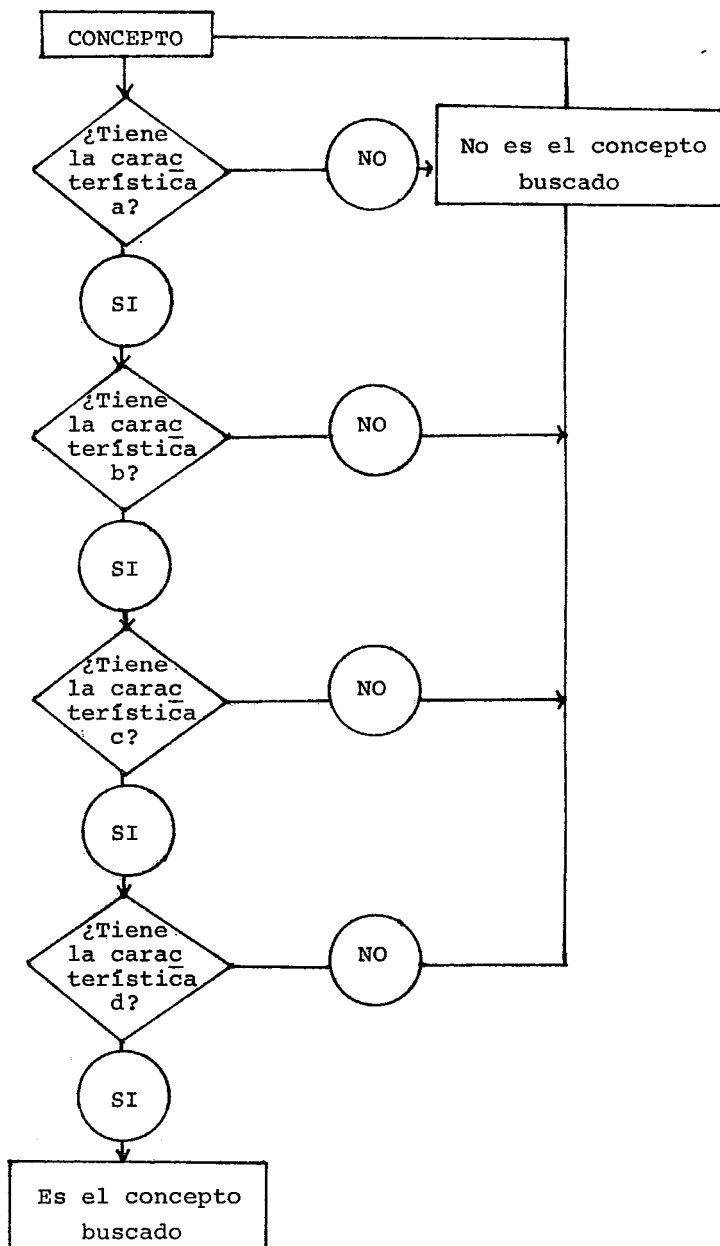 CONCEPTO
¿Tiene
la carac
terística
a?
NO
No es el concepto
buscado
SI
¿Tiene
la carac
terística
b?
NO
SI
¿Tiene
la carac
terística
c?
NO
SI
¿Tiene
la carac
terística
d?
NO
SI
Es el concepto
buscado